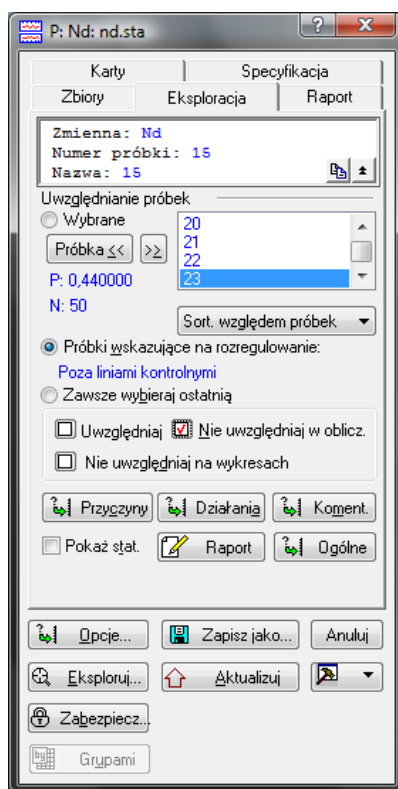 P: Nd: nd.sta
Karty Specyfikacja
Zbiory Eksploracja Raport
Zmienna: Nd
Numer próbki: 15
Nazwa: 15
Uwzględnianie próbek
Wybrane
20
21
22
23
Próbka << >>
P: 0,440000
N: 50
Sort. względem próbek
Próbki wskazujące na rozregulowanie:
Poza liniami kontrolnymi
Zawsze wybieraj ostatnią
Uwzględniaj Nie uwzględniaj w oblicz.
Nie uwzględniaj na wykresach
Przyczyny Działania Koment.
Pokaż stat. Raport Ogólne
Opcje... Zapisz jako... Anuluj
Eksploruj... Aktualizuj
Zabezpiecz...
Grupami